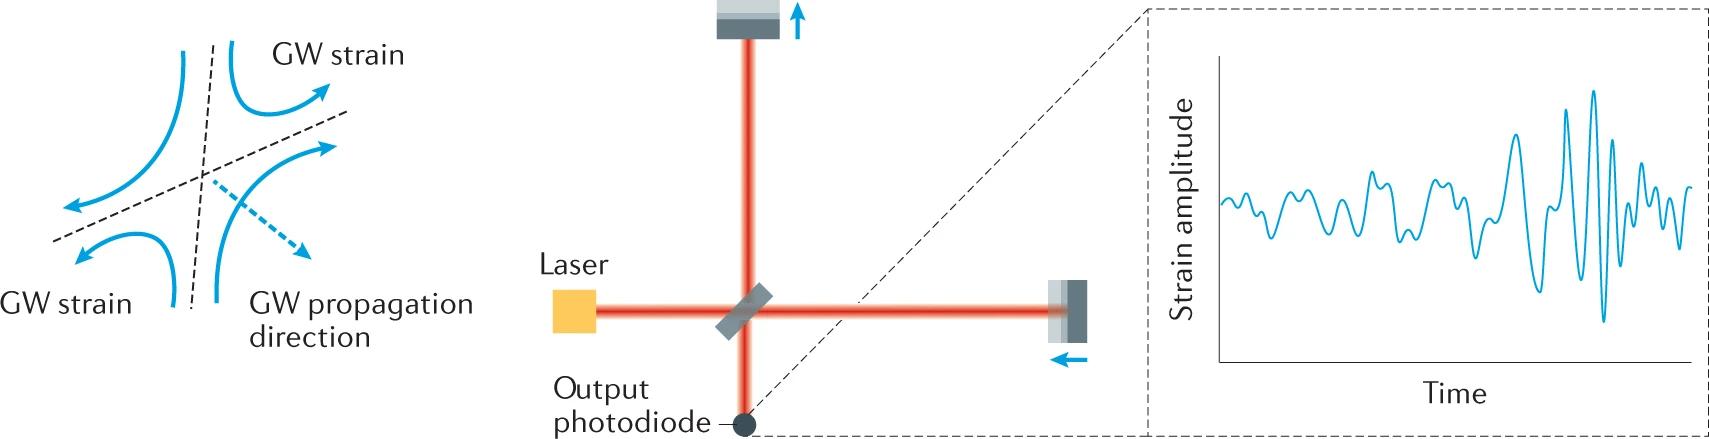 GW strain
GW strain
GW propagation
direction
Laser
Output
photodiode
Strain amplitude
Time